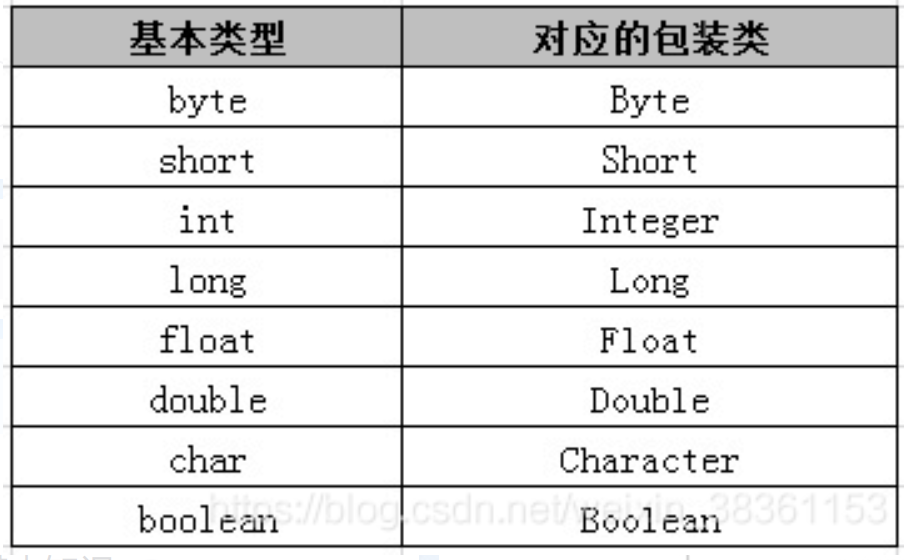 基本类型 对应的包装类
byte Byte
short Short
int Integer
long Long
float Float
double Double
char Character
boolean Boolean
https://blog.csdn.net/weixin_38361153